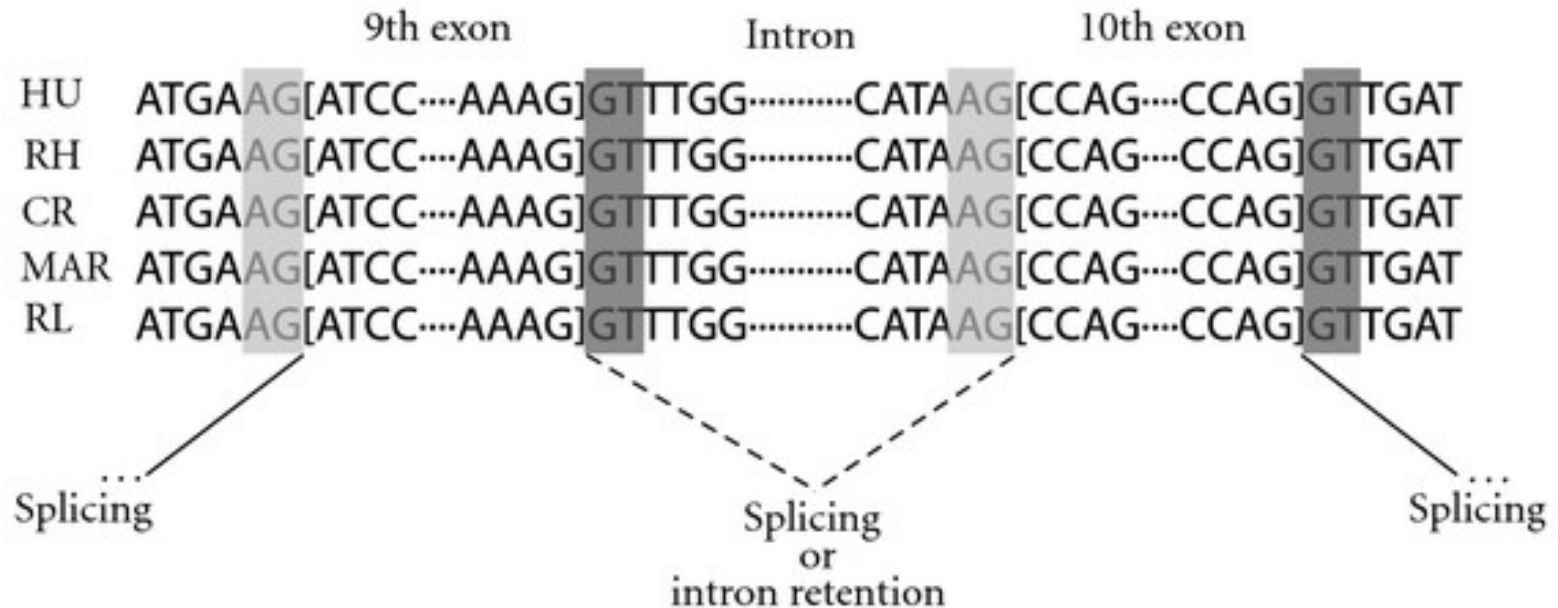 9th exon Intron 10th exon
HU ATGAAG[ATCC····AAAG]GTTTGG···········CATAAG[CCAG····CCAG]GTTGAT
RH ATGAAG[ATCC····AAAG]GTTTGG···········CATAAG[CCAG····CCAG]GTTGAT
CR ATGAAG[ATCC····AAAG]GTTTGG···········CATAAG[CCAG····CCAG]GTTGAT
MAR ATGAAG[ATCC····AAAG]GTTTGG···········CATAAG[CCAG····CCAG]GTTGAT
RL ATGAAG[ATCC····AAAG]GTTTGG···········CATAAG[CCAG····CCAG]GTTGAT
... ...
Splicing Splicing Splicing
or
intron retention